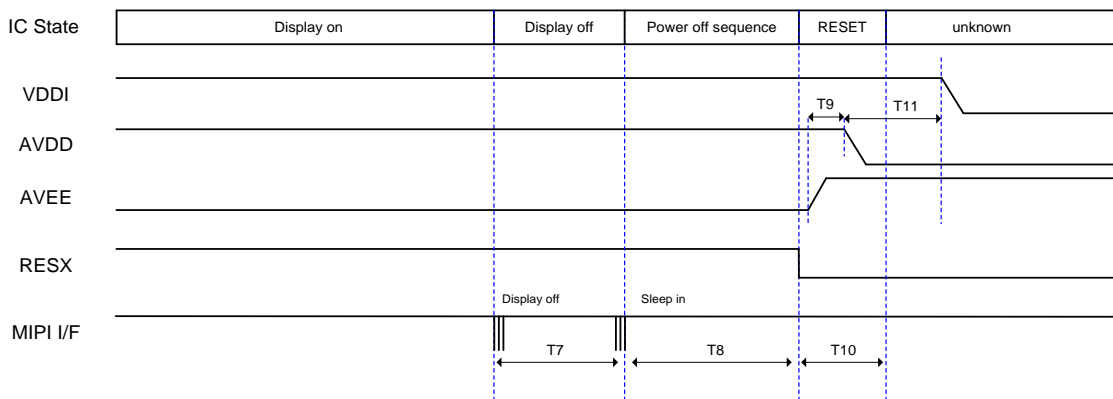 IC State Display on Display off Power off sequence RESET unknown
VDDI
T9 T11
AVDD
AVEE
RESX
Display off Sleep in
MIPI I/F
T7 T8 T10